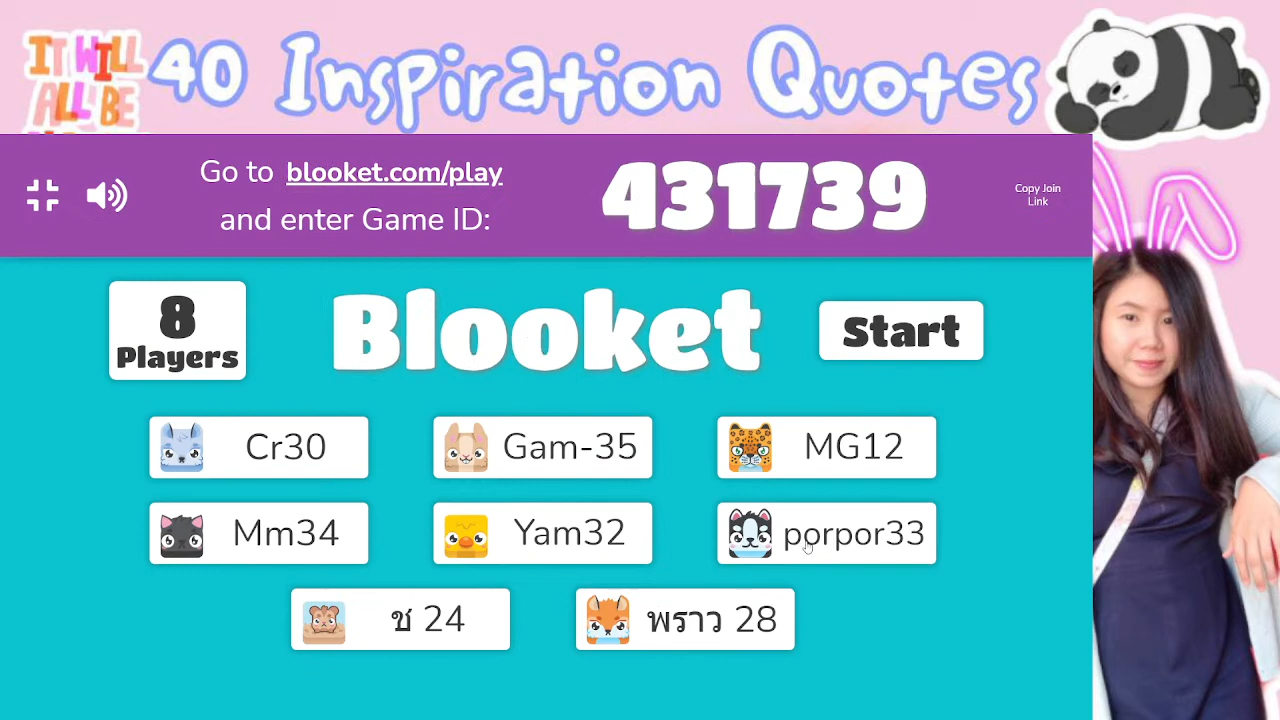 IT WILL
ALL BE
40 Inspiration Quotes
Go to blooket.com/play
and enter Game ID:
431739
Copy Join
Link
8
Players
Blooket
Start
Cr30
Gam-35
MG12
Mm34
Yam32
porpor33
ช 24
พราว 28